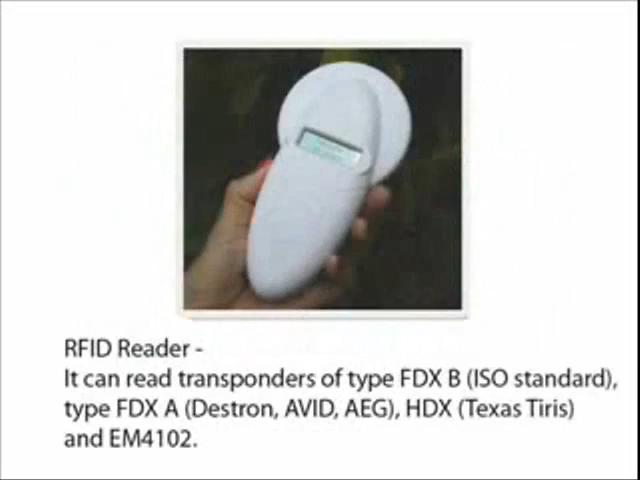 RFID Reader -
It can read transponders of type FDX B (ISO standard),
type FDX A (Destron, AVID, AEG), HDX (Texas Tiris)
and EM4102.